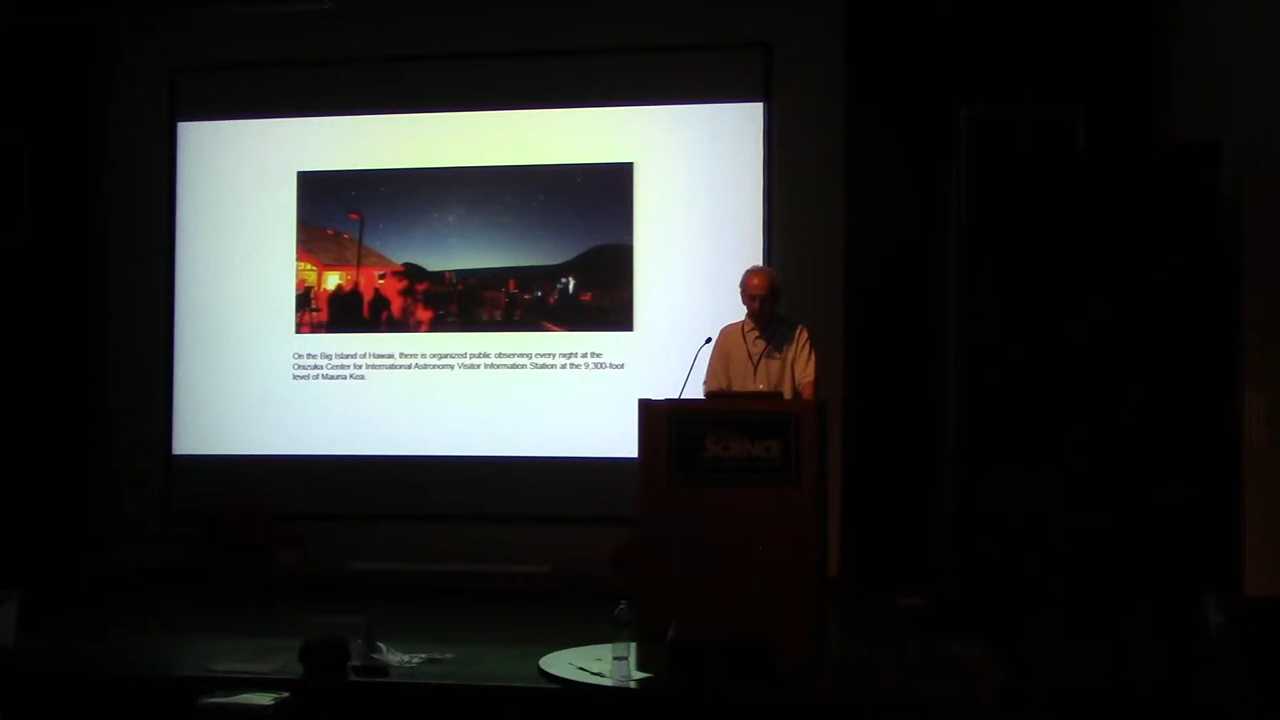 On the Big Island of Hawaii, there is organized public observing every night at the
Onizuka Center for International Astronomy Visitor Information Station at the 9,300-foot
level of Mauna Kea.
SCIENCE